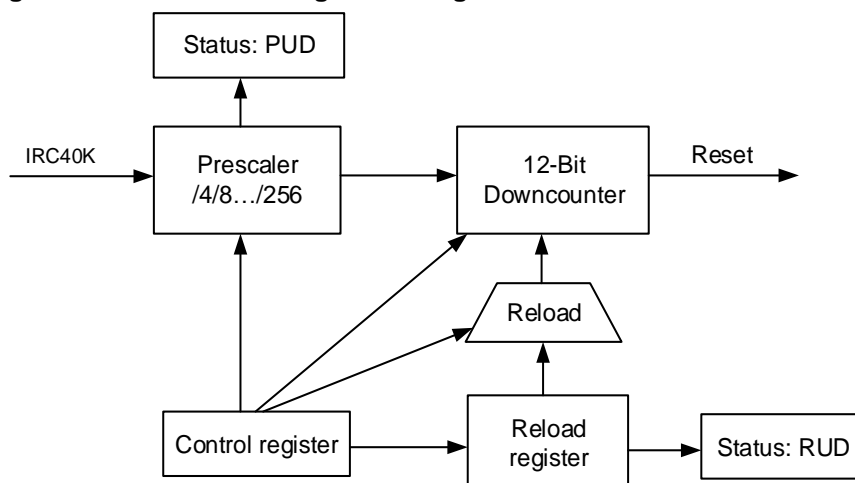 Status: PUD
IRC40K
Prescaler
/4/8…/256
12-Bit
Downcounter
Reset
Reload
Control register
Reload
register
Status: RUD